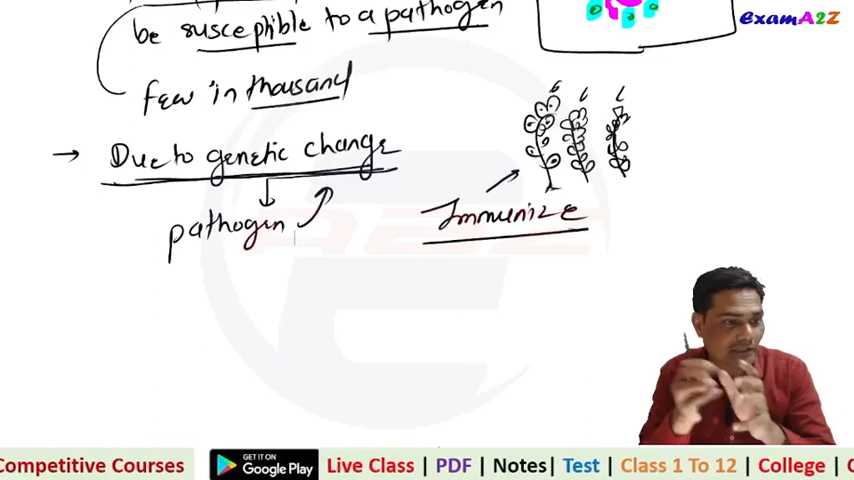 be susceptible to a pathogen
ExamA2Z
few in thousand
→ Due to genetic change
pathogen
Immunize
Competitive Courses
GET IT ON
Google Play
Live Class | PDF | Notes| Test | Class 1 To 12 | College |